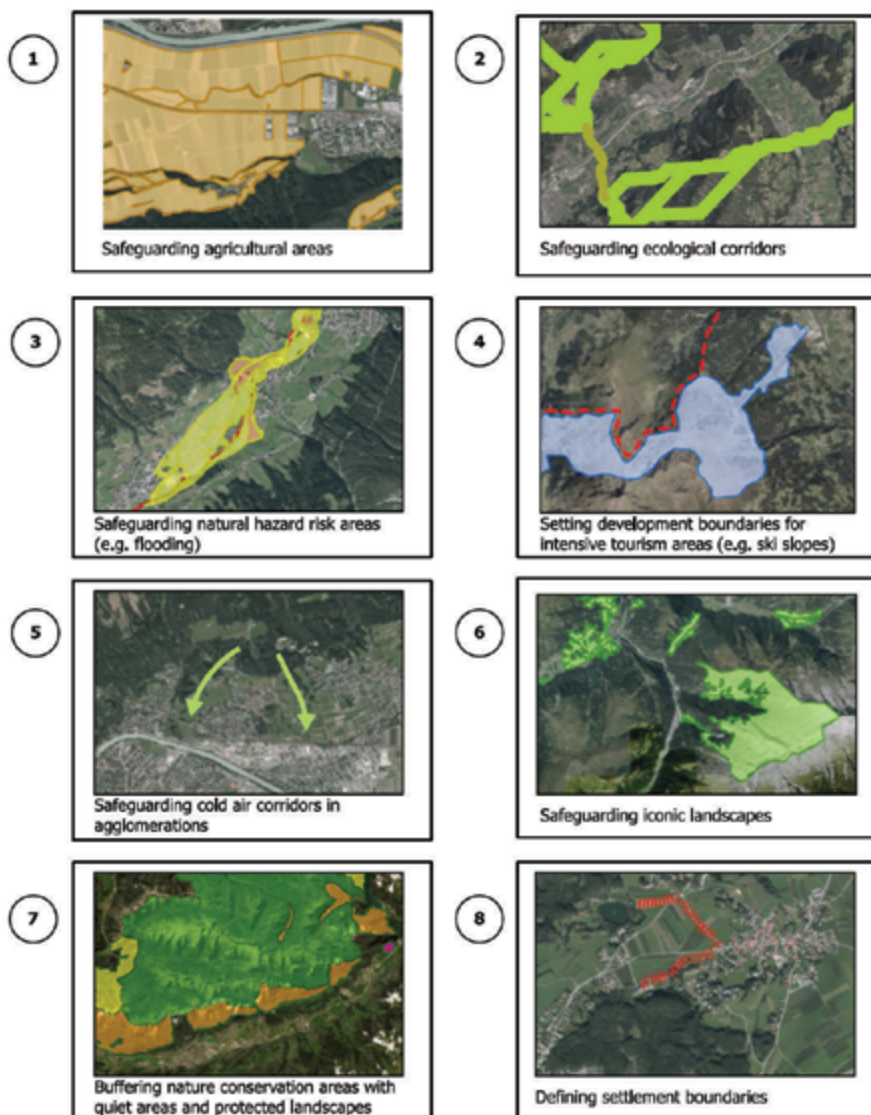 1
Safeguarding agricultural areas
2
Safeguarding ecological corridors
3
Safeguarding natural hazard risk areas
(e.g. flooding)
4
Setting development boundaries for
intensive tourism areas (e.g. ski slopes)
5
Safeguarding cold air corridors in
agglomerations
6
Safeguarding iconic landscapes
7
Buffering nature conservation areas with
quiet areas and protected landscapes
8
Defining settlement boundaries